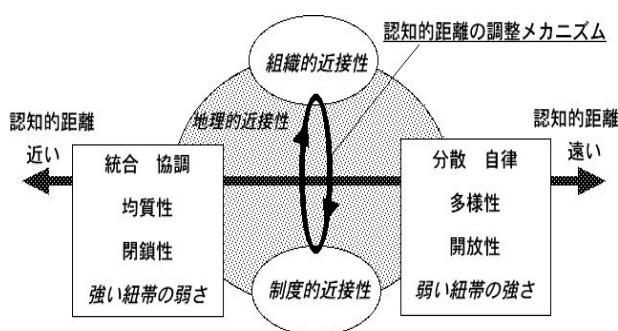 認知的距離の調整メカニズム
組織的近接性
地理的近接性
認知的距離
近い
認知的距離
遠い
統合 協調
均質性
閉鎖性
強い紐帯の弱さ
分散 自律
多様性
開放性
弱い紐帯の強さ
制度的近接性